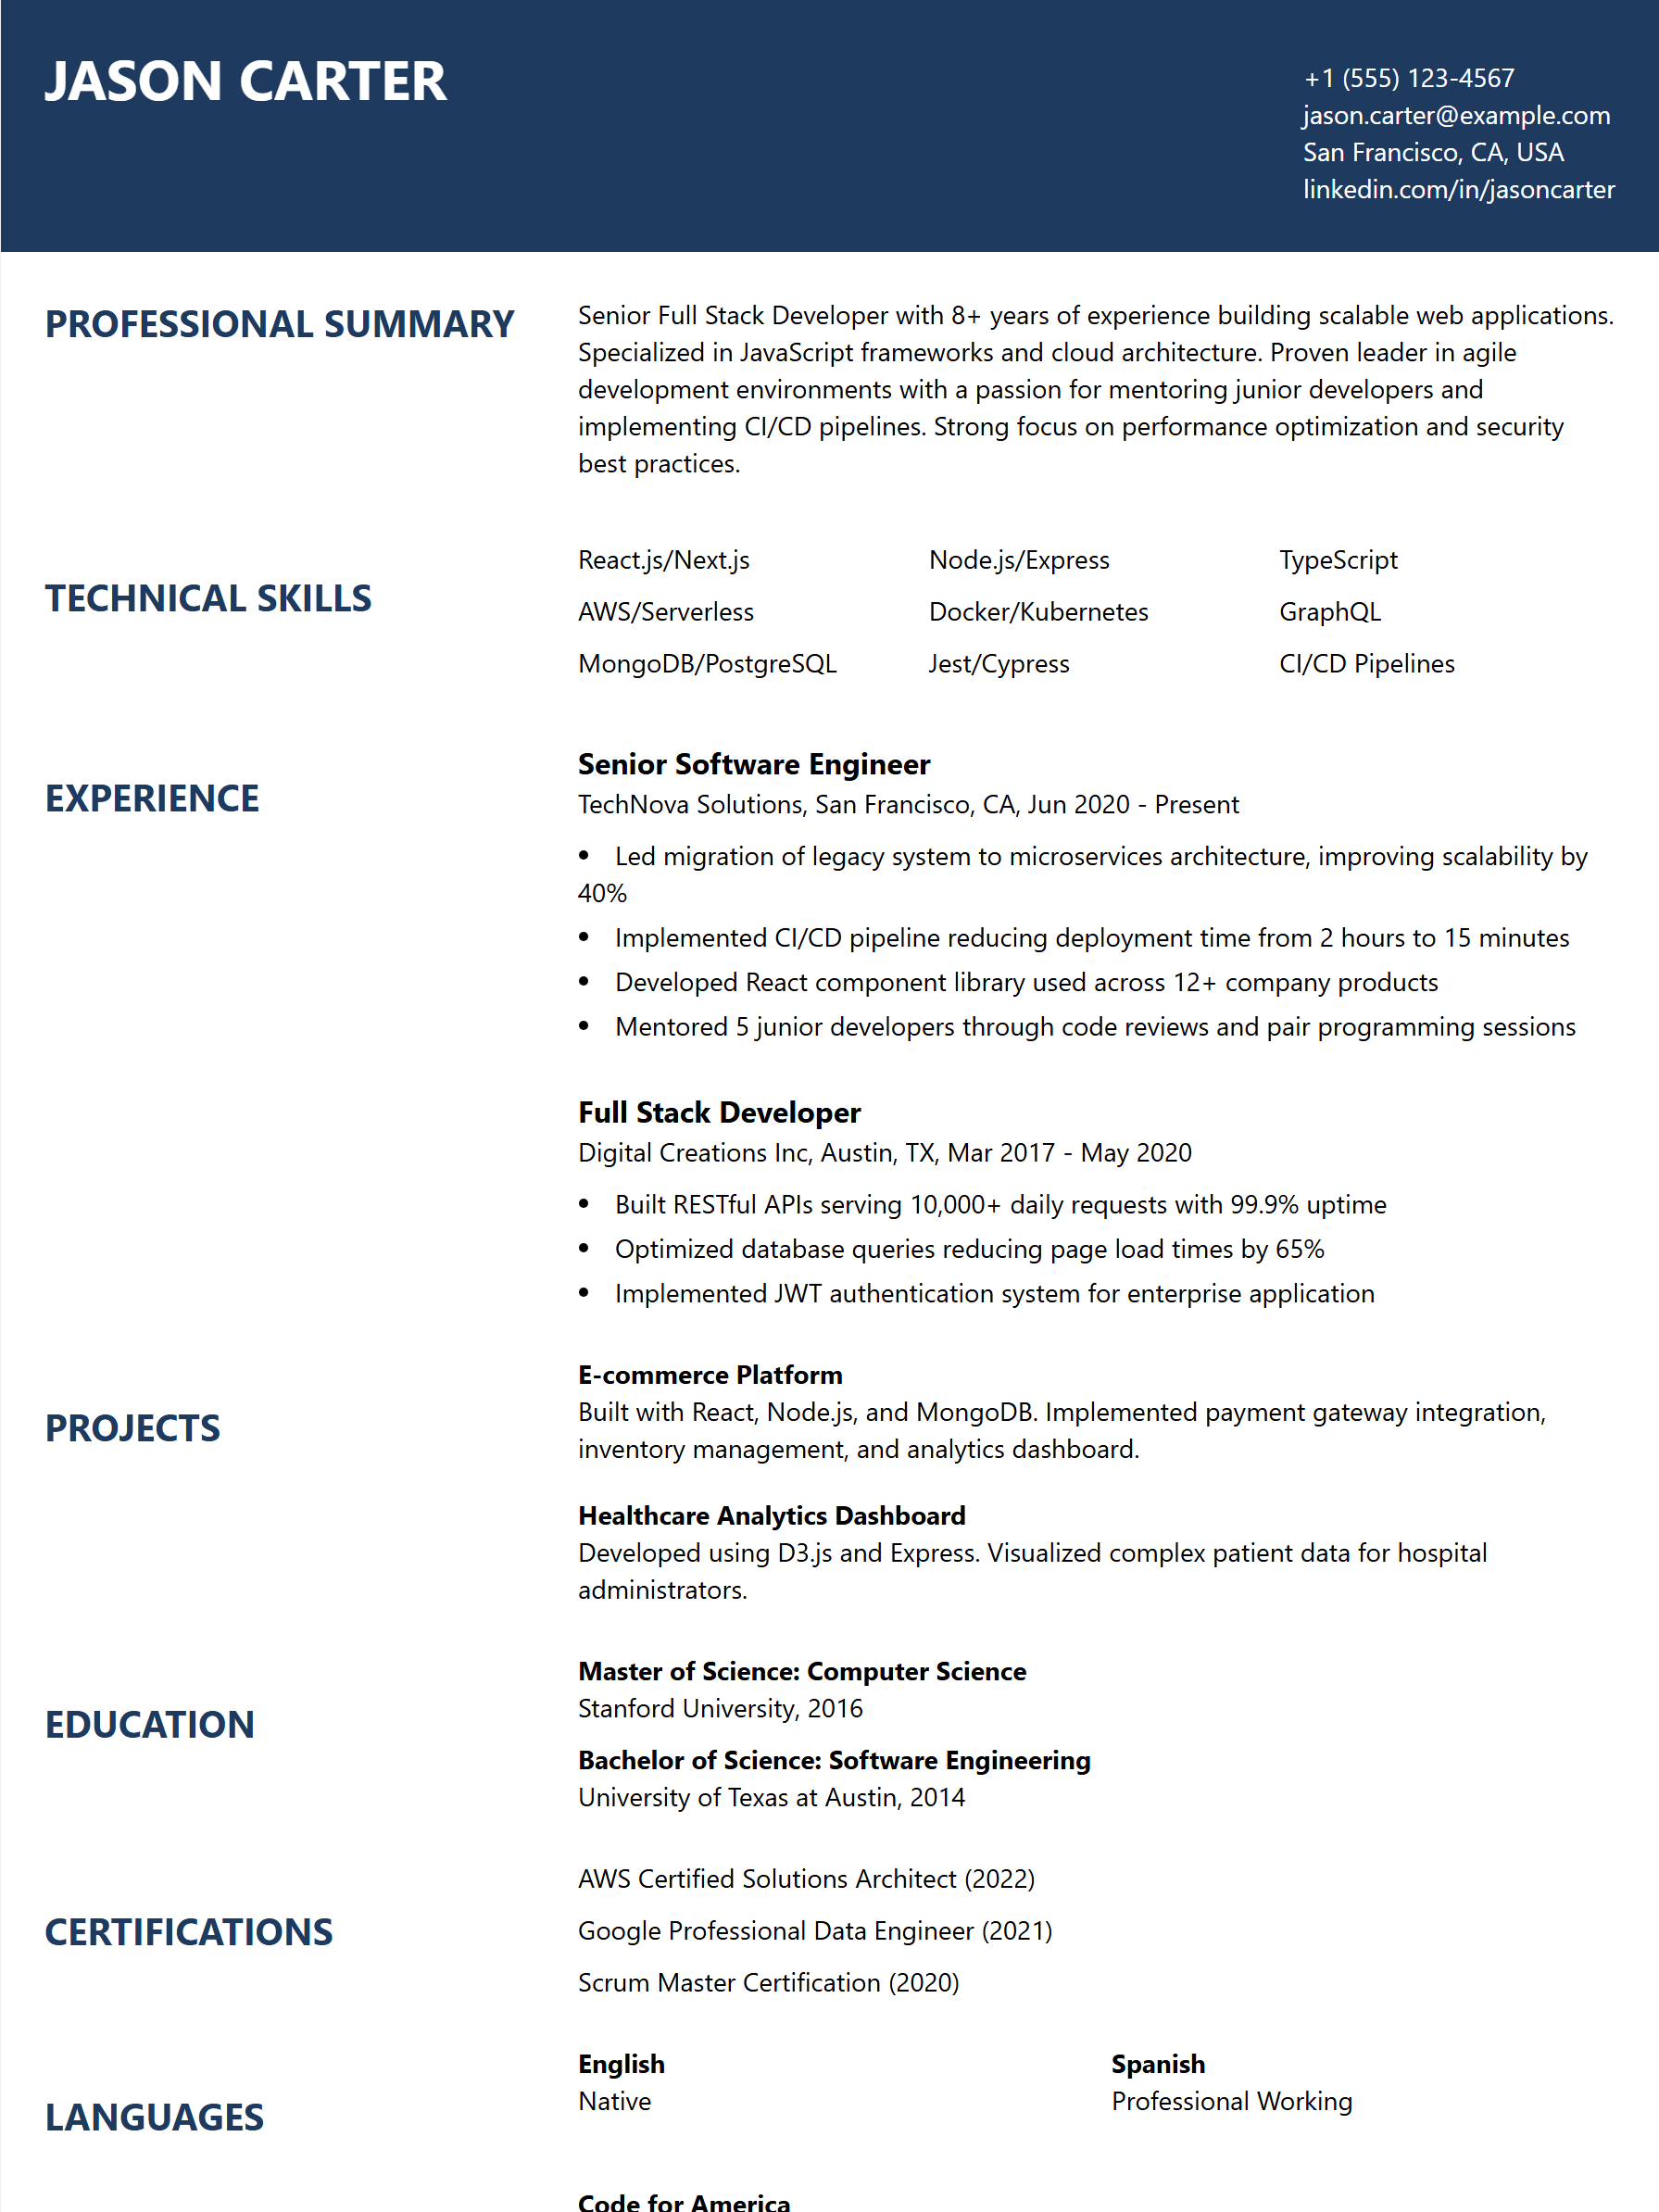 JASON CARTER
+1 (555) 123-4567
jason.carter@example.com
San Francisco, CA, USA
linkedin.com/in/jasoncarter
PROFESSIONAL SUMMARY
Senior Full Stack Developer with 8+ years of experience building scalable web applications.
Specialized in JavaScript frameworks and cloud architecture. Proven leader in agile
development environments with a passion for mentoring junior developers and
implementing CI/CD pipelines. Strong focus on performance optimization and security
best practices.
TECHNICAL SKILLS
React.js/Next.js Node.js/Express TypeScript
AWS/Serverless Docker/Kubernetes GraphQL
MongoDB/PostgreSQL Jest/Cypress CI/CD Pipelines
EXPERIENCE
Senior Software Engineer
TechNova Solutions, San Francisco, CA, Jun 2020 - Present
• Led migration of legacy system to microservices architecture, improving scalability by
40%
• Implemented CI/CD pipeline reducing deployment time from 2 hours to 15 minutes
• Developed React component library used across 12+ company products
• Mentored 5 junior developers through code reviews and pair programming sessions
Full Stack Developer
Digital Creations Inc, Austin, TX, Mar 2017 - May 2020
• Built RESTful APIs serving 10,000+ daily requests with 99.9% uptime
• Optimized database queries reducing page load times by 65%
• Implemented JWT authentication system for enterprise application
PROJECTS
E-commerce Platform
Built with React, Node.js, and MongoDB. Implemented payment gateway integration,
inventory management, and analytics dashboard.
Healthcare Analytics Dashboard
Developed using D3.js and Express. Visualized complex patient data for hospital
administrators.
EDUCATION
Master of Science: Computer Science
Stanford University, 2016
Bachelor of Science: Software Engineering
University of Texas at Austin, 2014
CERTIFICATIONS
AWS Certified Solutions Architect (2022)
Google Professional Data Engineer (2021)
Scrum Master Certification (2020)
LANGUAGES
English Spanish
Native Professional Working
Code for America